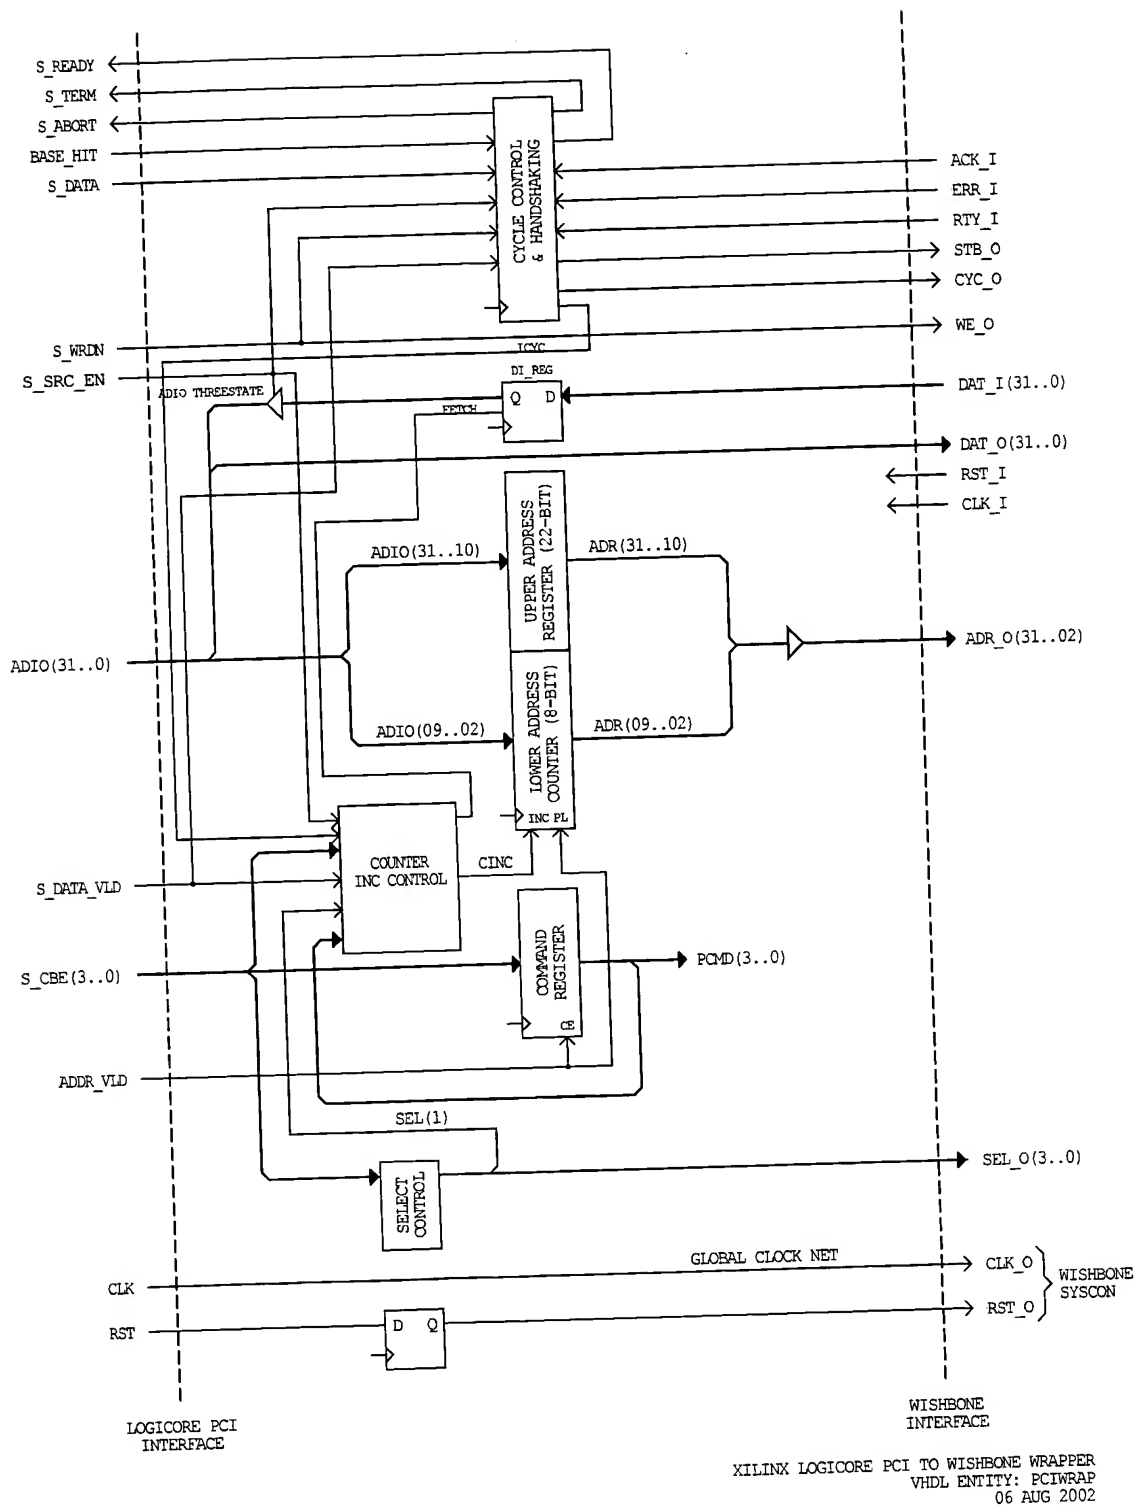 S_READY
S_TERM
S_ABORT
BASE_HIT
S_DATA
CYCLE CONTROL
& HANDSHAKING
ACK_I
ERR_I
RTY_I
STB_O
CYC_O
WE_O
S_WRDN
ICYC
S_SRC_EN
ADIO THREESTATE
DI_REG
Q D
FETCH
DAT_I(31..0)
DAT_O(31..0)
RST_I
CLK_I
ADIO(31..10)
UPPER ADDRESS
REGISTER (22-BIT)
ADR(31..10)
ADIO(31..0)
ADR_O(31..02)
ADIO(09..02)
LOWER ADDRESS
COUNTER (8-BIT)
ADR(09..02)
INC PL
COUNTER
INC CONTROL
CINC
S_DATA_VLD
S_CBE(3..0)
COMMAND
REGISTER
CE
PCMD(3..0)
ADDR_VLD
SEL(1)
SELECT
CONTROL
SEL_O(3..0)
CLK
GLOBAL CLOCK NET
CLK_O
RST
D Q
RST_O
WISHBONE
SYSCON
LOGICORE PCI
INTERFACE
WISHBONE
INTERFACE
XILINX LOGICORE PCI TO WISHBONE WRAPPER
VHDL ENTITY: PCIWRAP
06 AUG 2002